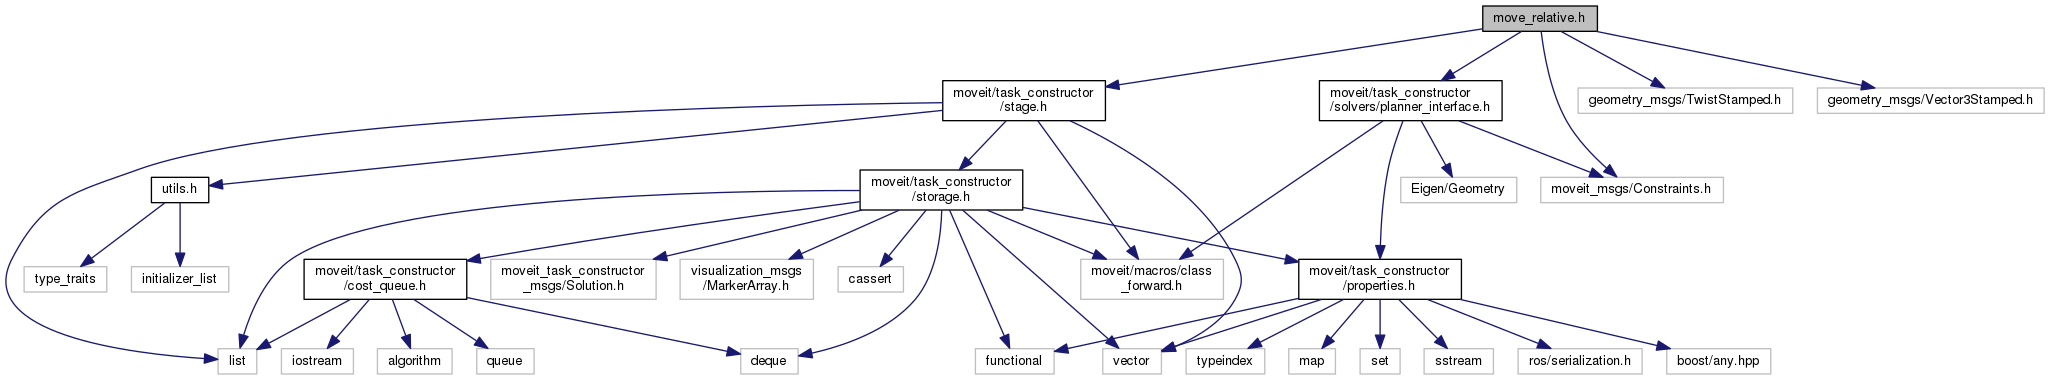 move_relative.h
moveit/task_constructor
/stage.h
moveit/task_constructor
/solvers/planner_interface.h
geometry_msgs/TwistStamped.h
geometry_msgs/Vector3Stamped.h
utils.h
moveit/task_constructor
/storage.h
Eigen/Geometry
moveit_msgs/Constraints.h
type_traits
initializer_list
moveit/task_constructor
/cost_queue.h
moveit_task_constructor
_msgs/Solution.h
visualization_msgs
/MarkerArray.h
cassert
moveit/macros/class
_forward.h
moveit/task_constructor
/properties.h
list
iostream
algorithm
queue
deque
functional
vector
typeindex
map
set
sstream
ros/serialization.h
boost/any.hpp